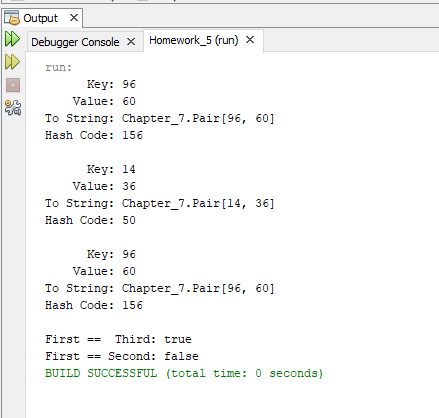 Output
Debugger Console
Homework_5 (run)
run:
Key: 96
Value: 60
To String: Chapter_7.Pair[96, 60]
Hash Code: 156
Key: 14
Value: 36
To String: Chapter_7.Pair[14, 36]
Hash Code: 50
Key: 96
Value: 60
To String: Chapter_7.Pair[96, 60]
Hash Code: 156
First ==  Third: true
First == Second: false
BUILD SUCCESSFUL (total time: 0 seconds)